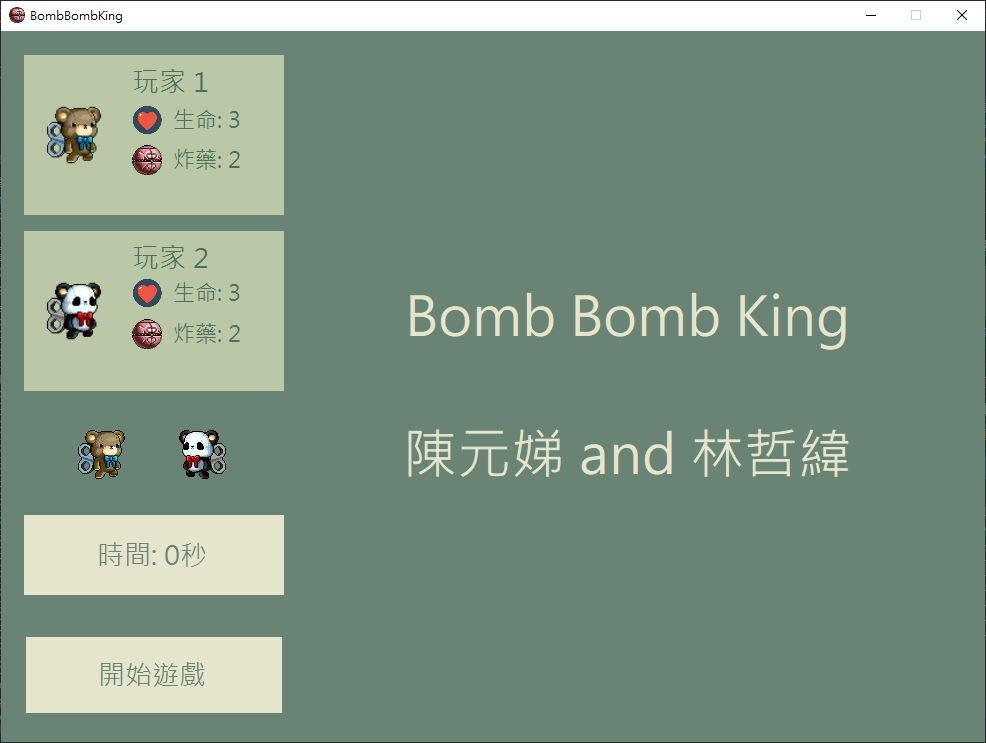 BombBombKing
玩家 1
生命: 3
炸藥: 2
玩家 2
生命: 3
炸藥: 2
Bomb Bomb King
陳元娣 and 林哲緯
時間: 0秒
開始遊戲